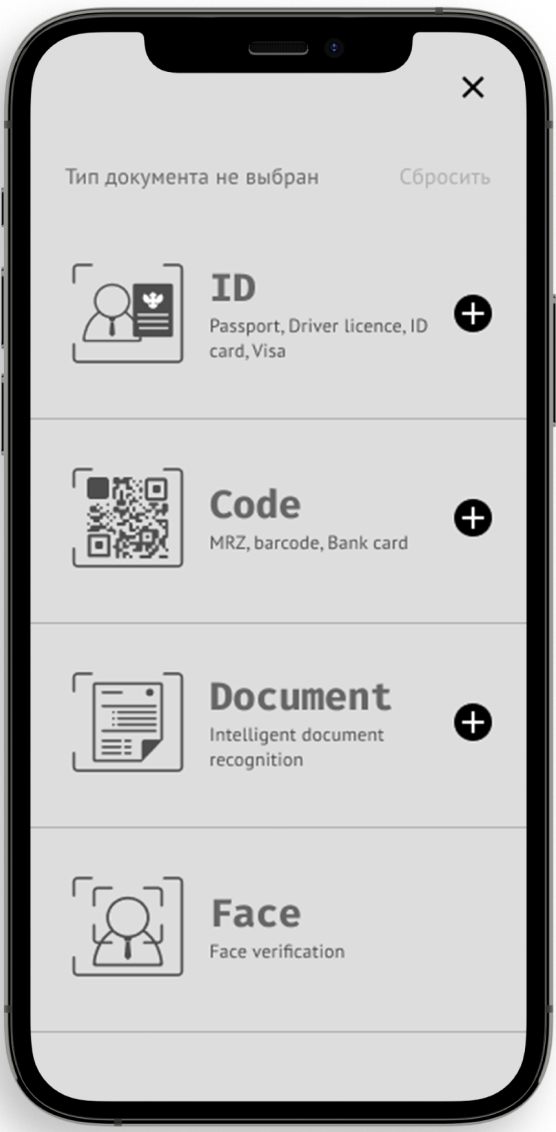 Тип документа не выбран Сбросить
ID
Passport, Driver licence, ID
card, Visa
Code
MRZ, barcode, Bank card
Document
Intelligent document
recognition
Face
Face verification